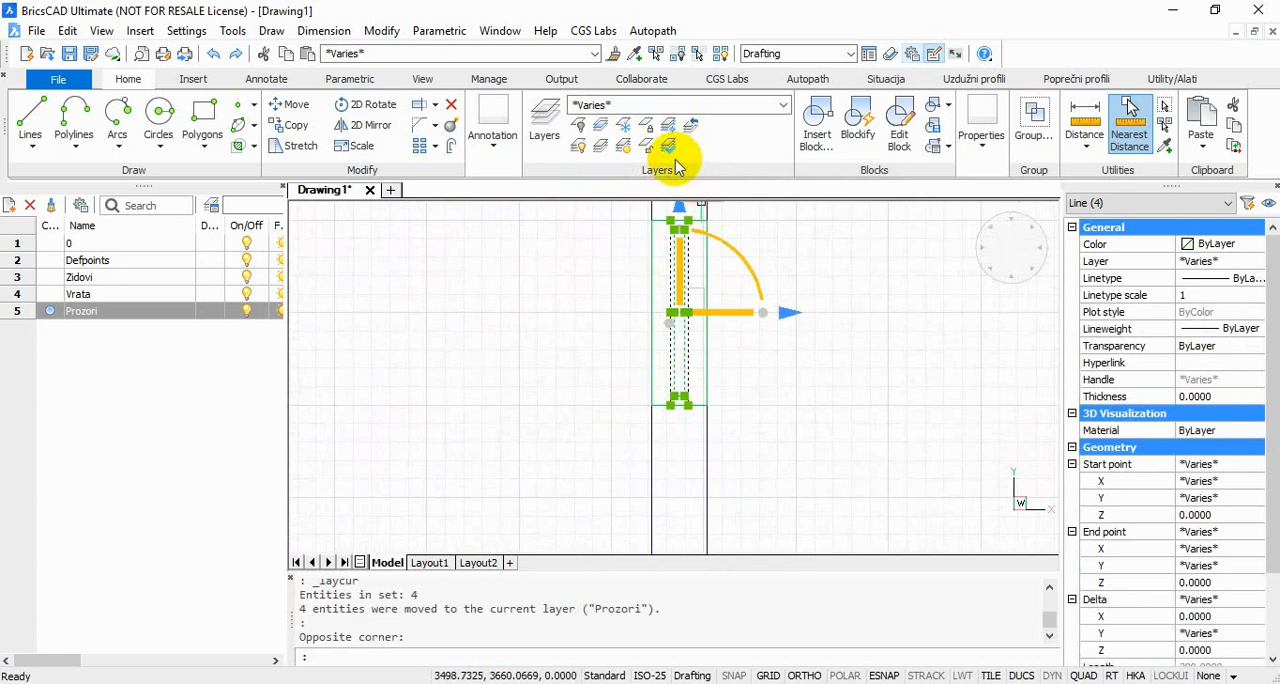 BricsCAD Ultimate (NOT FOR RESALE License) - [Drawing1]
File Edit View Insert Settings Tools Draw Dimension Modify Parametric Window Help CGS Labs Autopath
*Varies* Drafting
File Home Insert Annotate Parametric View Manage Output Collaborate CGS Labs Autopath Situacija Uzdužni profili Poprečni profili Utility/Alati
Lines Polylines Arcs Circles Polygons
Move 2D Rotate
Copy 2D Mirror
Stretch Scale
Annotation
Layers
*Varies*
Insert Block...
Blockify
Edit Block
Properties
Group...
Distance
Nearest Distance
Paste
Draw Modify Layers Blocks Group Utilities Clipboard
Drawing1*
Search
C... Name D... On/Off F.
1 0
2 Defpoints
3 Zidovi
4 Vrata
5 Prozori
Y
W
X
Model Layout1 Layout2
: _laycur
Entities in set: 4
4 entities were moved to the current layer ("Prozori").
:
Opposite corner:
:
Line (4)
General
Color ByLayer
Layer *Varies*
Linetype ByLa...
Linetype scale 1
Plot style ByColor
Lineweight ByLayer
Transparency ByLayer
Hyperlink
Handle *Varies*
Thickness 0.0000
3D Visualization
Material ByLayer
Geometry
Start point *Varies*
X *Varies*
Y *Varies*
Z 0.0000
End point *Varies*
X *Varies*
Y *Varies*
Z 0.0000
Delta *Varies*
X 0.0000
Y *Varies*
Z 0.0000
Ready
3498.7325, 3660.0669, 0.0000 Standard ISO-25 Drafting SNAP GRID ORTHO POLAR ESNAP STRACK LWT TILE DUCS DYN QUAD RT HKA LOCKUI None